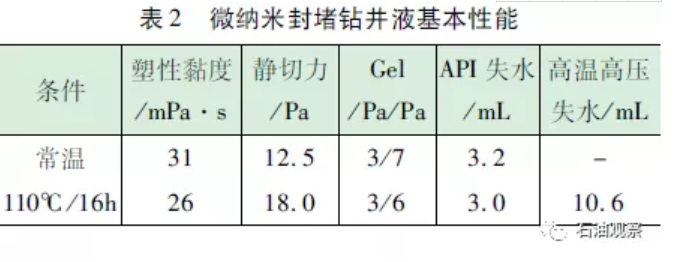 表2 微纳米封堵钻井液基本性能
条件 塑性黏度/mPa·s 静切力/Pa Gel/Pa/Pa API失水/mL 高温高压失水/mL
常温 31 12.5 3/7 3.2 –
110℃/16h 26 18.0 3/6 3.0 10.6
石油观察